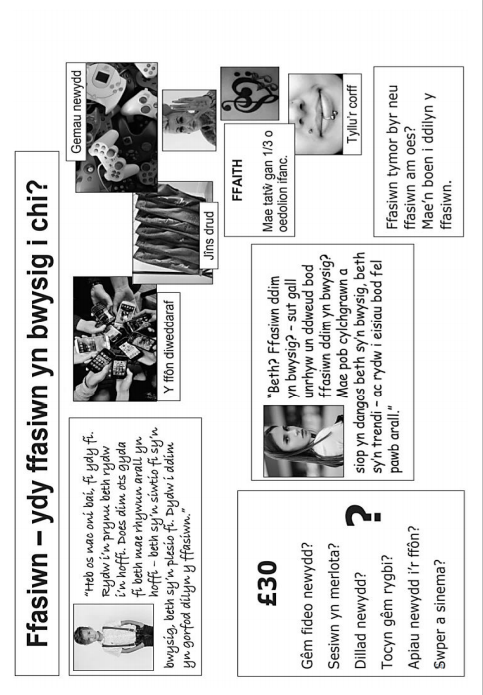 Ffasiwn – ydy ffasiwn yn bwysig i chi?
"Heb os nac oni bai, fi ydy fi.
Rydw i'n prynu beth rydw
i'n hoffi. Does dim ots gyda
fi beth mae rhywun arall yn
hoffi – beth sy'n siwtio fi sy'n
bwysig, beth sy'n plesio fi. Dydw i ddim
yn gorfod dilyn y ffasiwn."
Y ffôn diweddaraf
Jîns drud
Gemau newydd
FFAITH
Mae tatŵ gan 1/3 o
oedolion ifanc.
Tyllu'r corff
£30
Gêm fideo newydd?
Sesiwn yn merlota?
Dillad newydd?
Tocyn gêm rygbi?
Apiau newydd i'r ffôn?
Swper a sinema?
?
"Beth? Ffasiwn ddim
yn bwysig? – sut gall
unrhyw un ddweud bod
ffasiwn ddim yn bwysig?
Mae pob cylchgrawn a
siop yn dangos beth sy'n bwysig, beth
sy'n trendi – ac rydw i eisiau bod fel
pawb arall."
Ffasiwn tymor byr neu
ffasiwn am oes?
Mae'n boen i ddilyn y
ffasiwn.